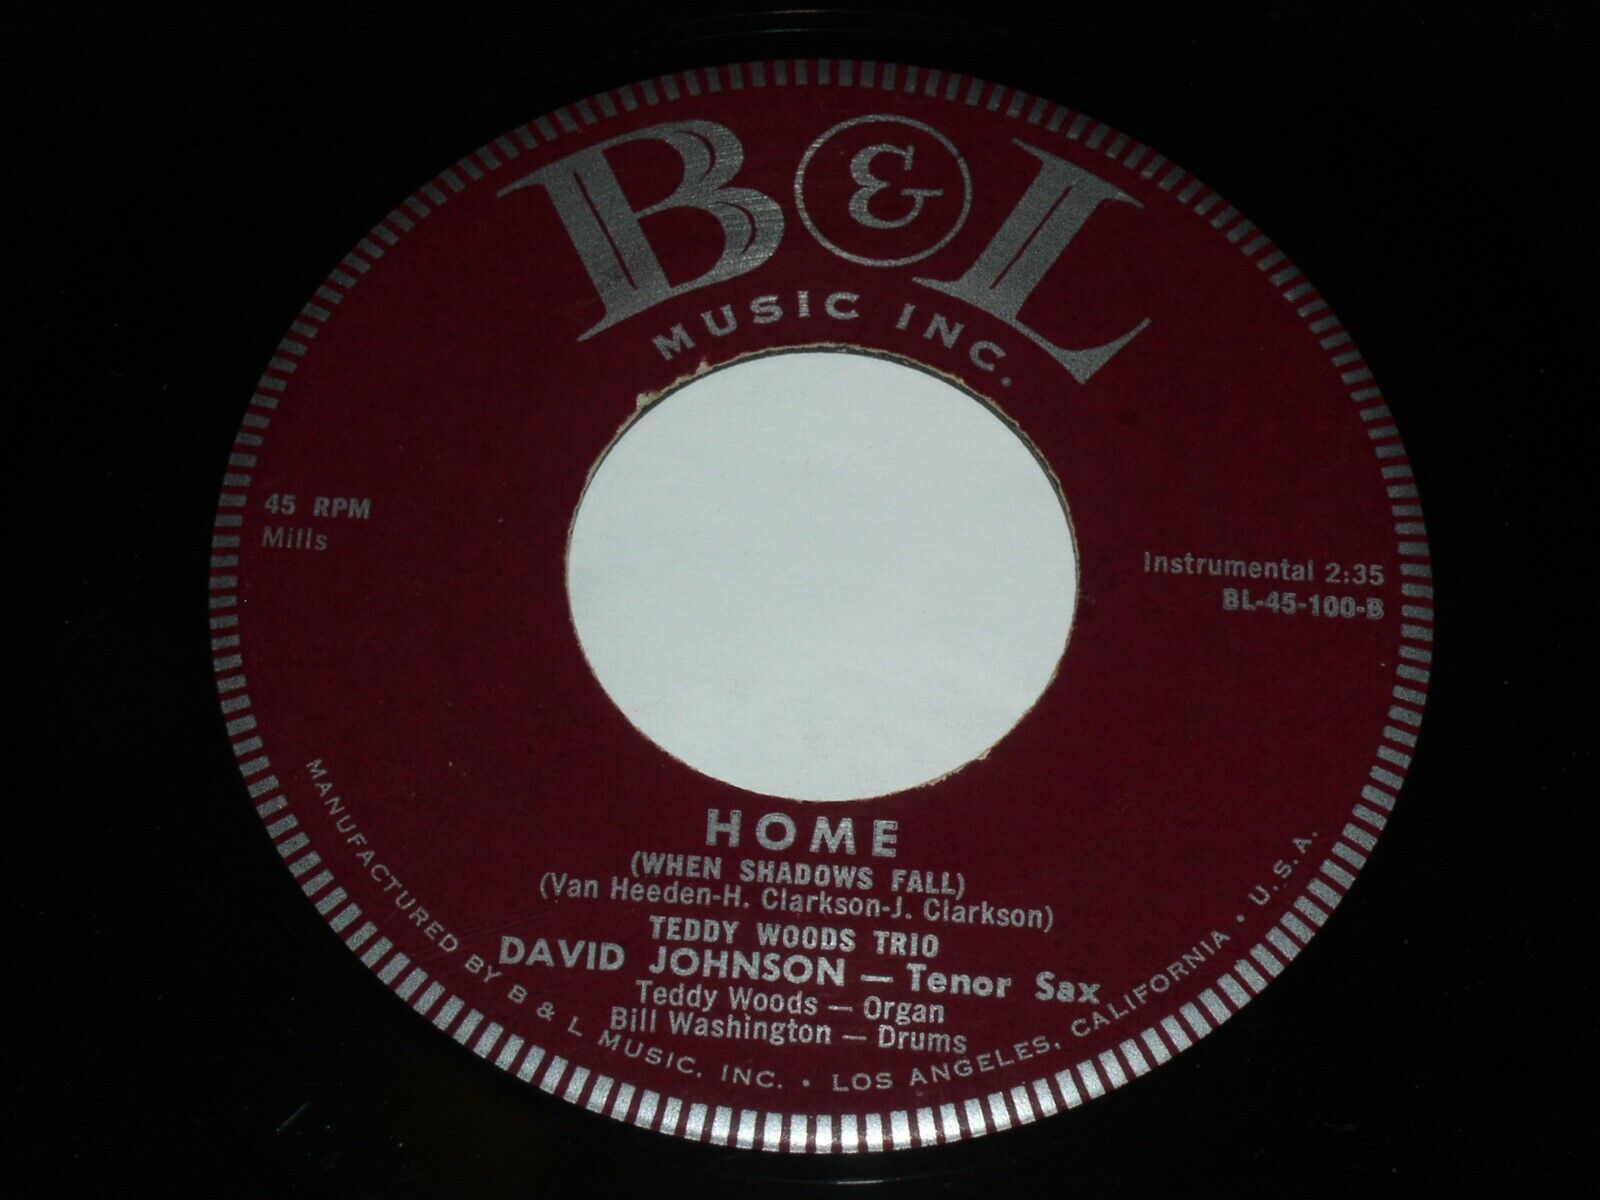 B&L
MUSIC INC.
45 RPM
Mills
Instrumental 2:35
BL-45-100-B
HOME
(WHEN SHADOWS FALL)
(Van Heeden-H. Clarkson-J. Clarkson)
TEDDY WOODS TRIO
DAVID JOHNSON — Tenor Sax
Teddy Woods — Organ
Bill Washington — Drums
MANUFACTURED BY B & L MUSIC, INC. • LOS ANGELES, CALIFORNIA • U.S.A.